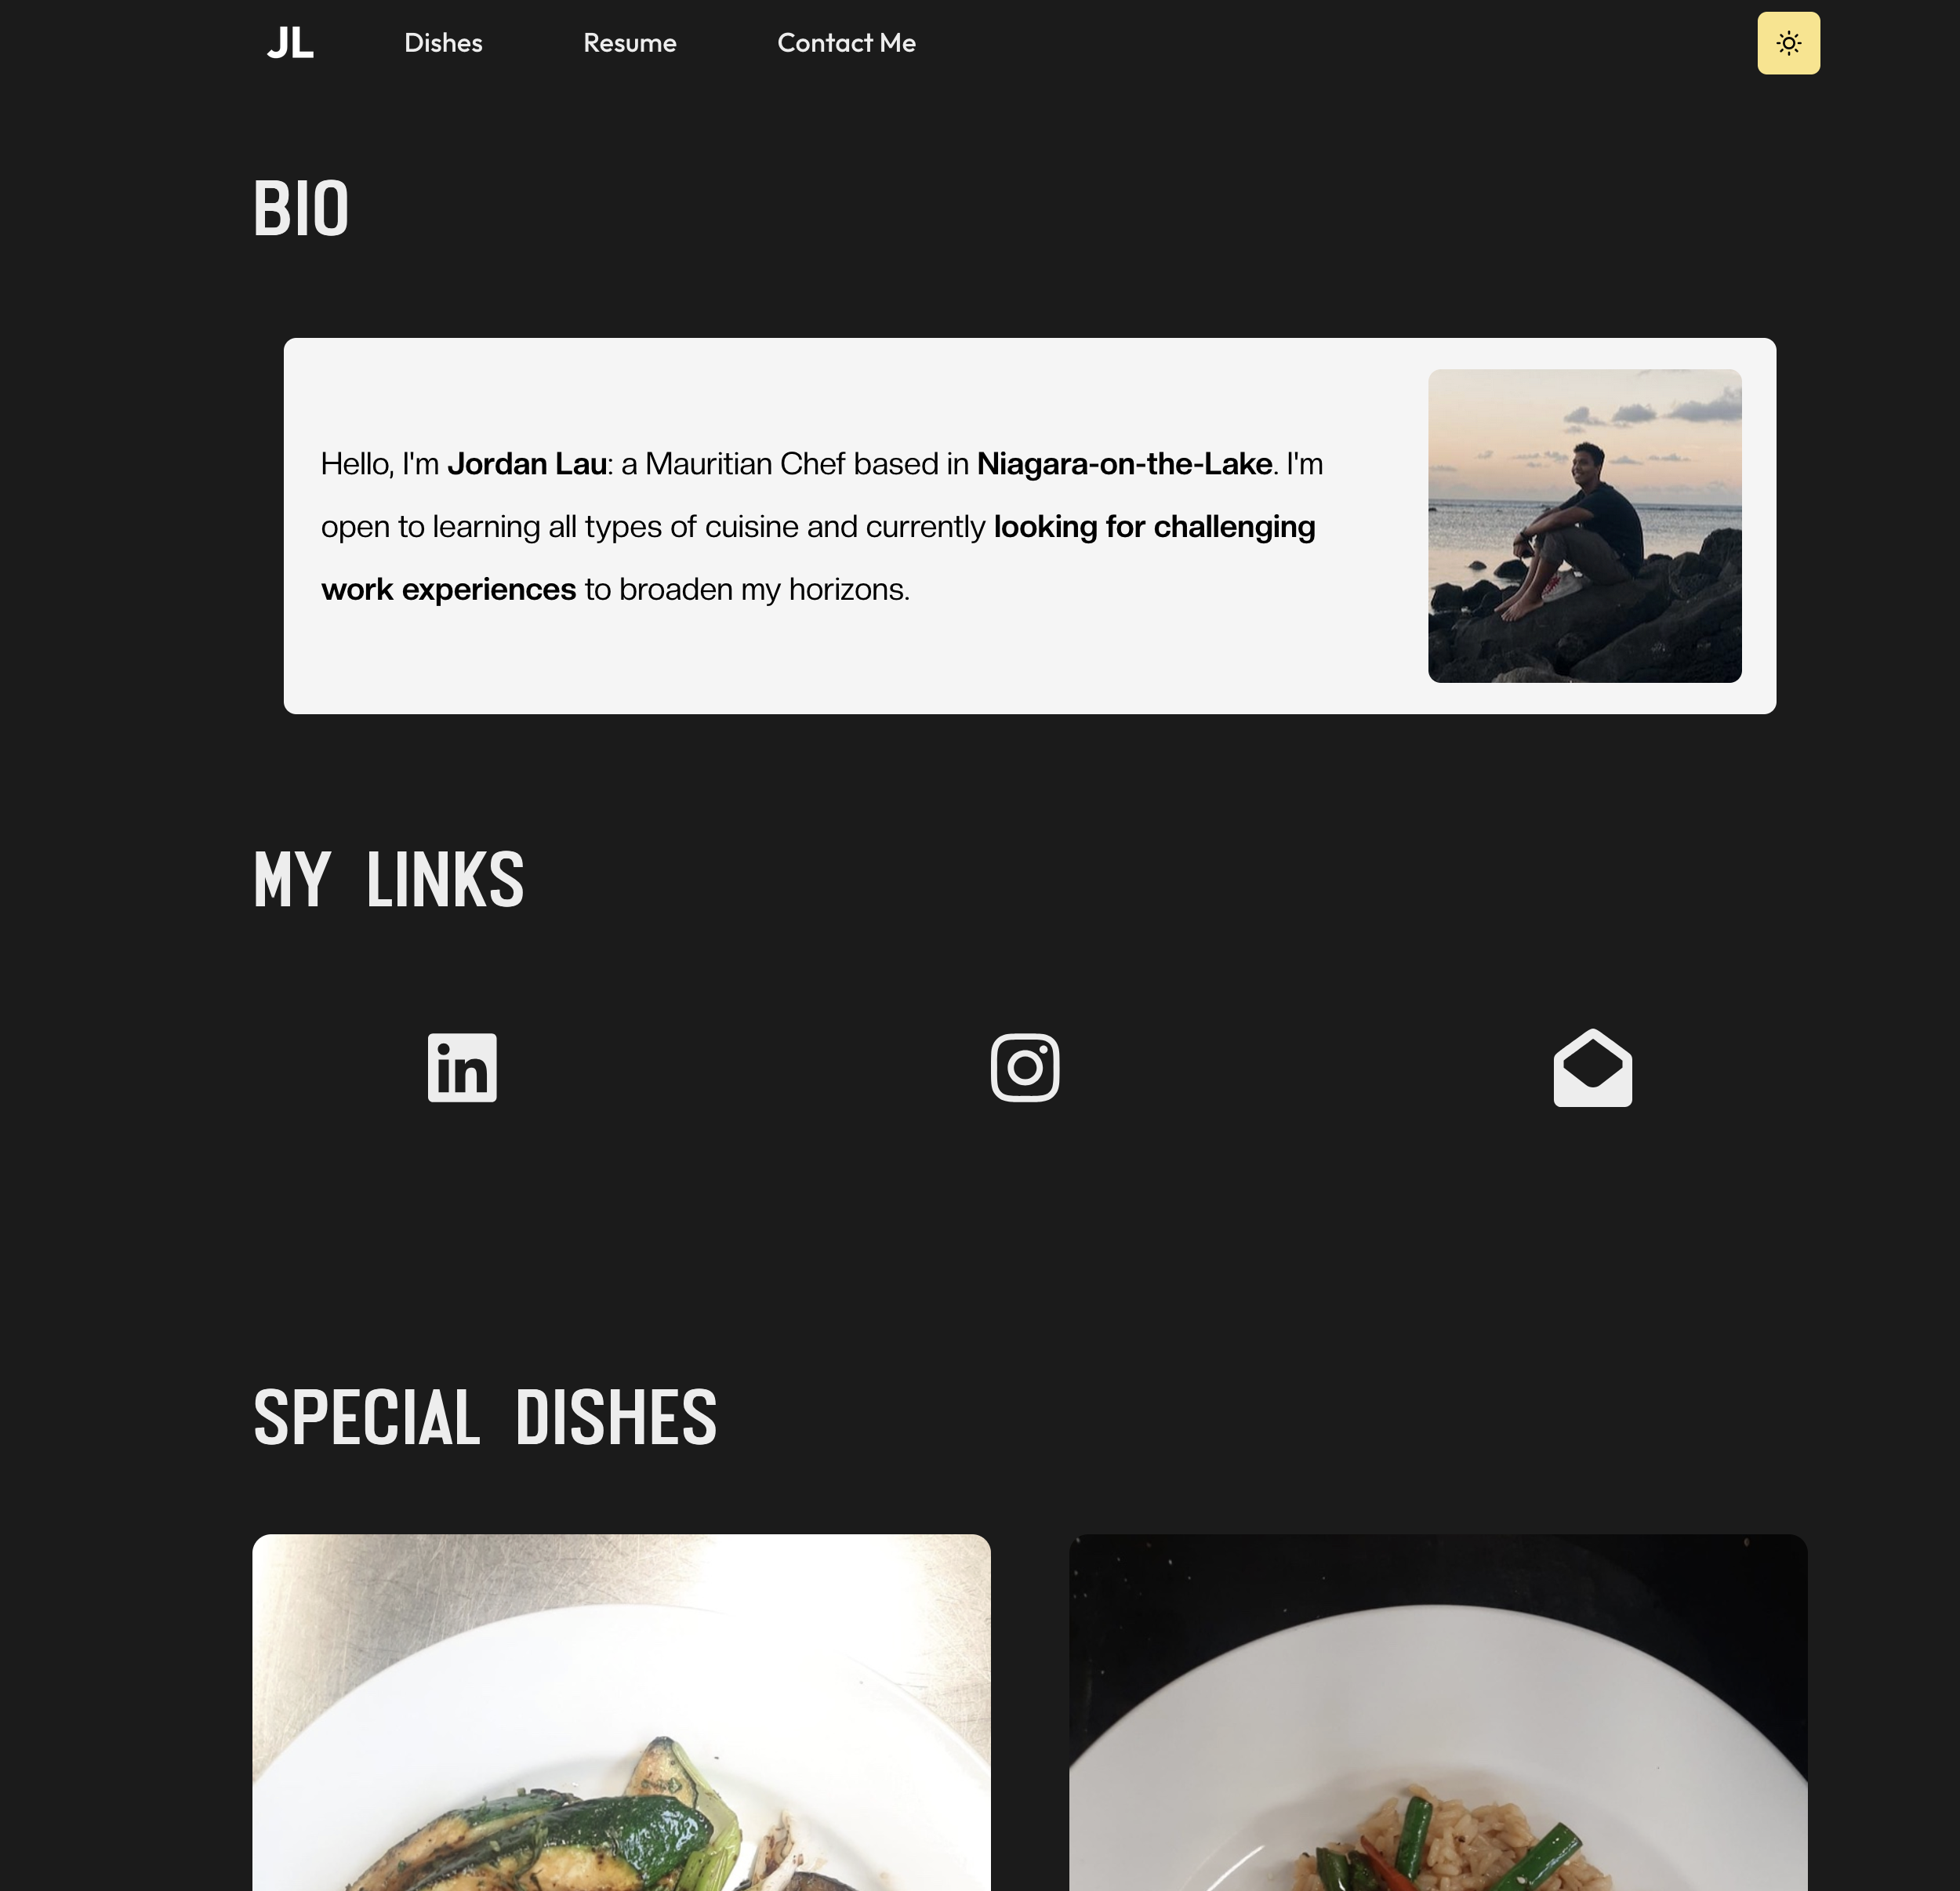 JL Dishes Resume Contact Me
BIO
Hello, I'm Jordan Lau: a Mauritian Chef based in Niagara-on-the-Lake. I'm
open to learning all types of cuisine and currently looking for challenging
work experiences to broaden my horizons.
MY LINKS
in
SPECIAL DISHES